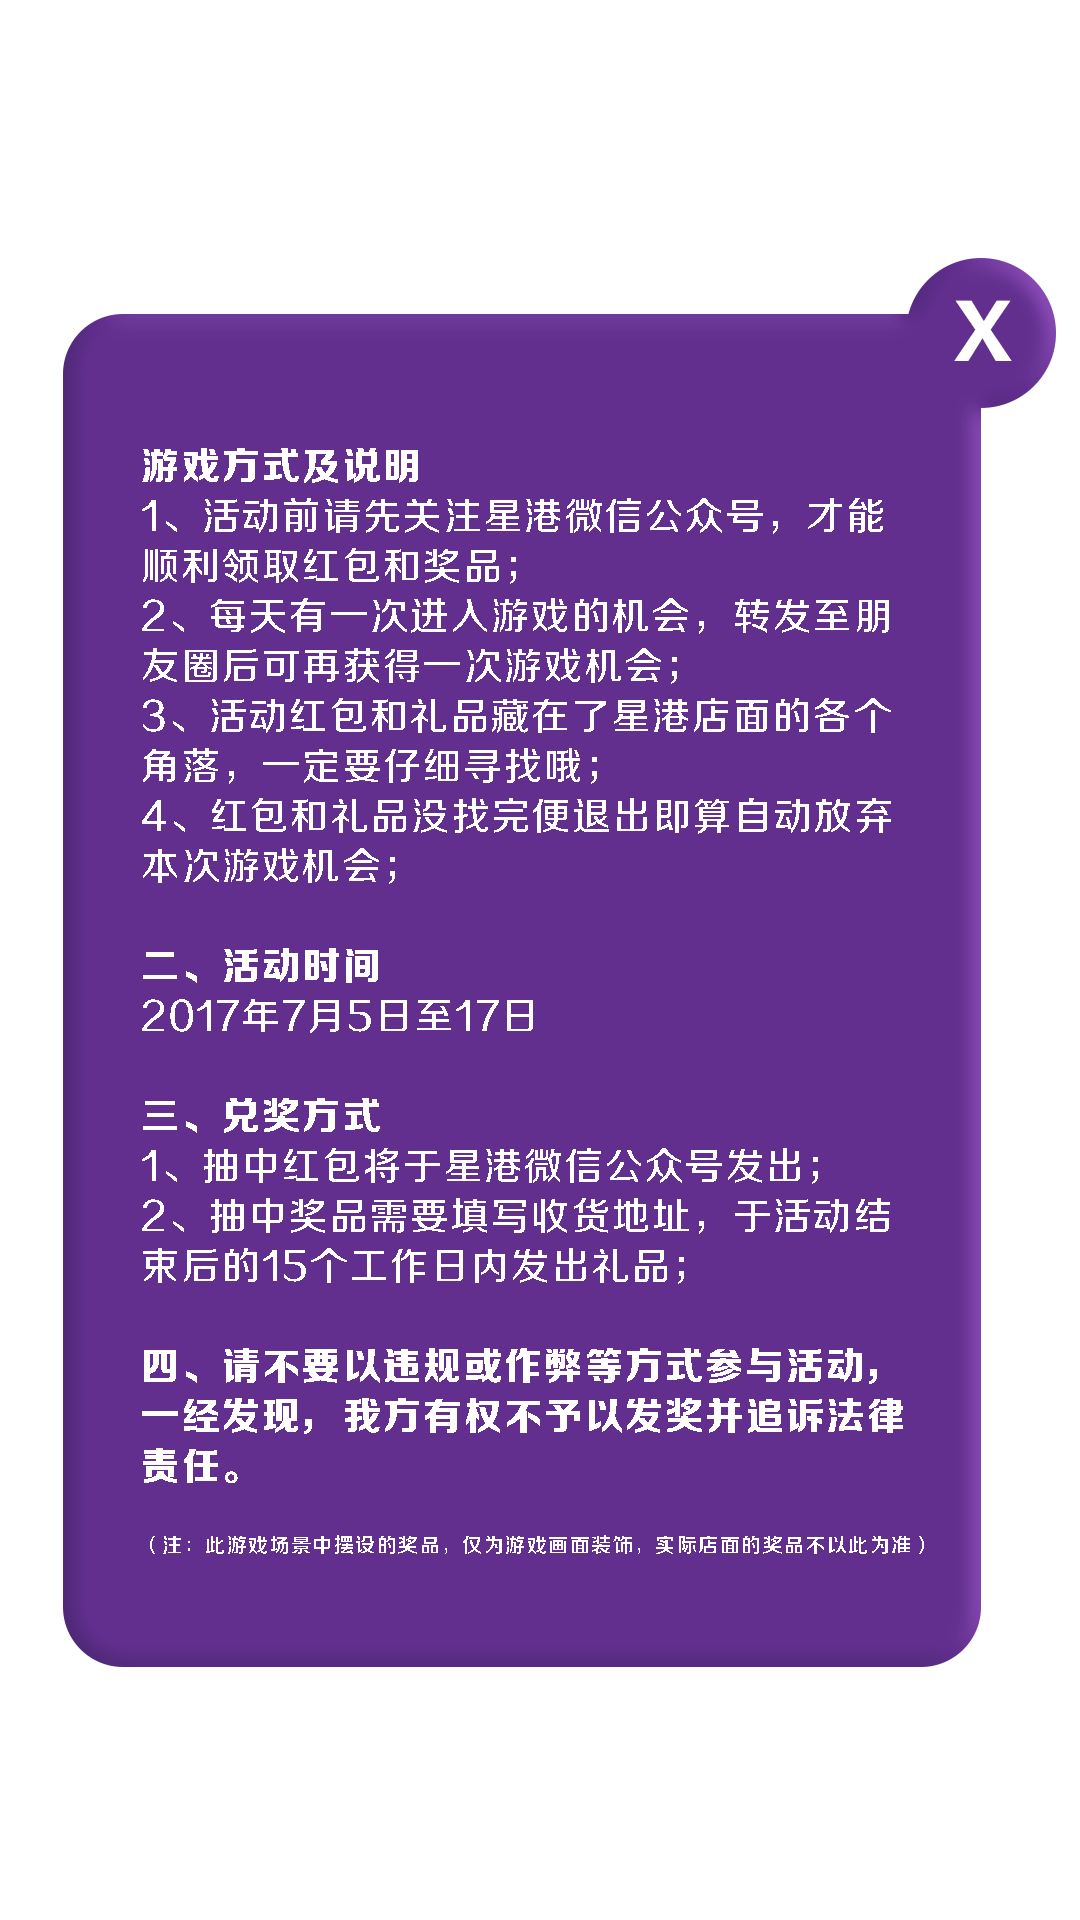 X
游戏方式及说明
1、活动前请先关注星港微信公众号，才能
顺利领取红包和奖品；
2、每天有一次进入游戏的机会，转发至朋
友圈后可再获得一次游戏机会；
3、活动红包和礼品藏在了星港店面的各个
角落，一定要仔细寻找哦；
4、红包和礼品没找完便退出即算自动放弃
本次游戏机会；
二、活动时间
2017年7月5日至17日
三、兑奖方式
1、抽中红包将于星港微信公众号发出；
2、抽中奖品需要填写收货地址，于活动结
束后的15个工作日内发出礼品；
四、请不要以违规或作弊等方式参与活动，
一经发现，我方有权不予以发奖并追诉法律
责任。
（注：此游戏场景中摆设的奖品，仅为游戏画面装饰，实际店面的奖品不以此为准）